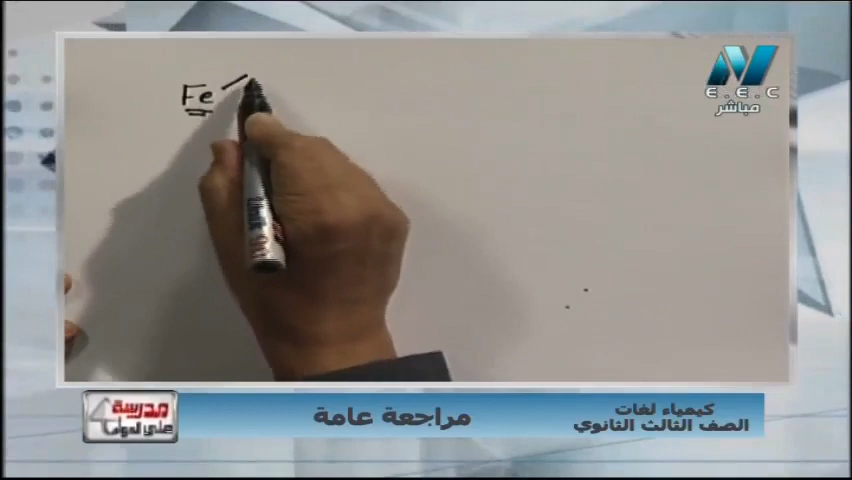 Fe
E.E.C
مباشر
مدرسة
على الهواء
مراجعة عامة
كيمياء لغات
الصف الثالث الثانوي